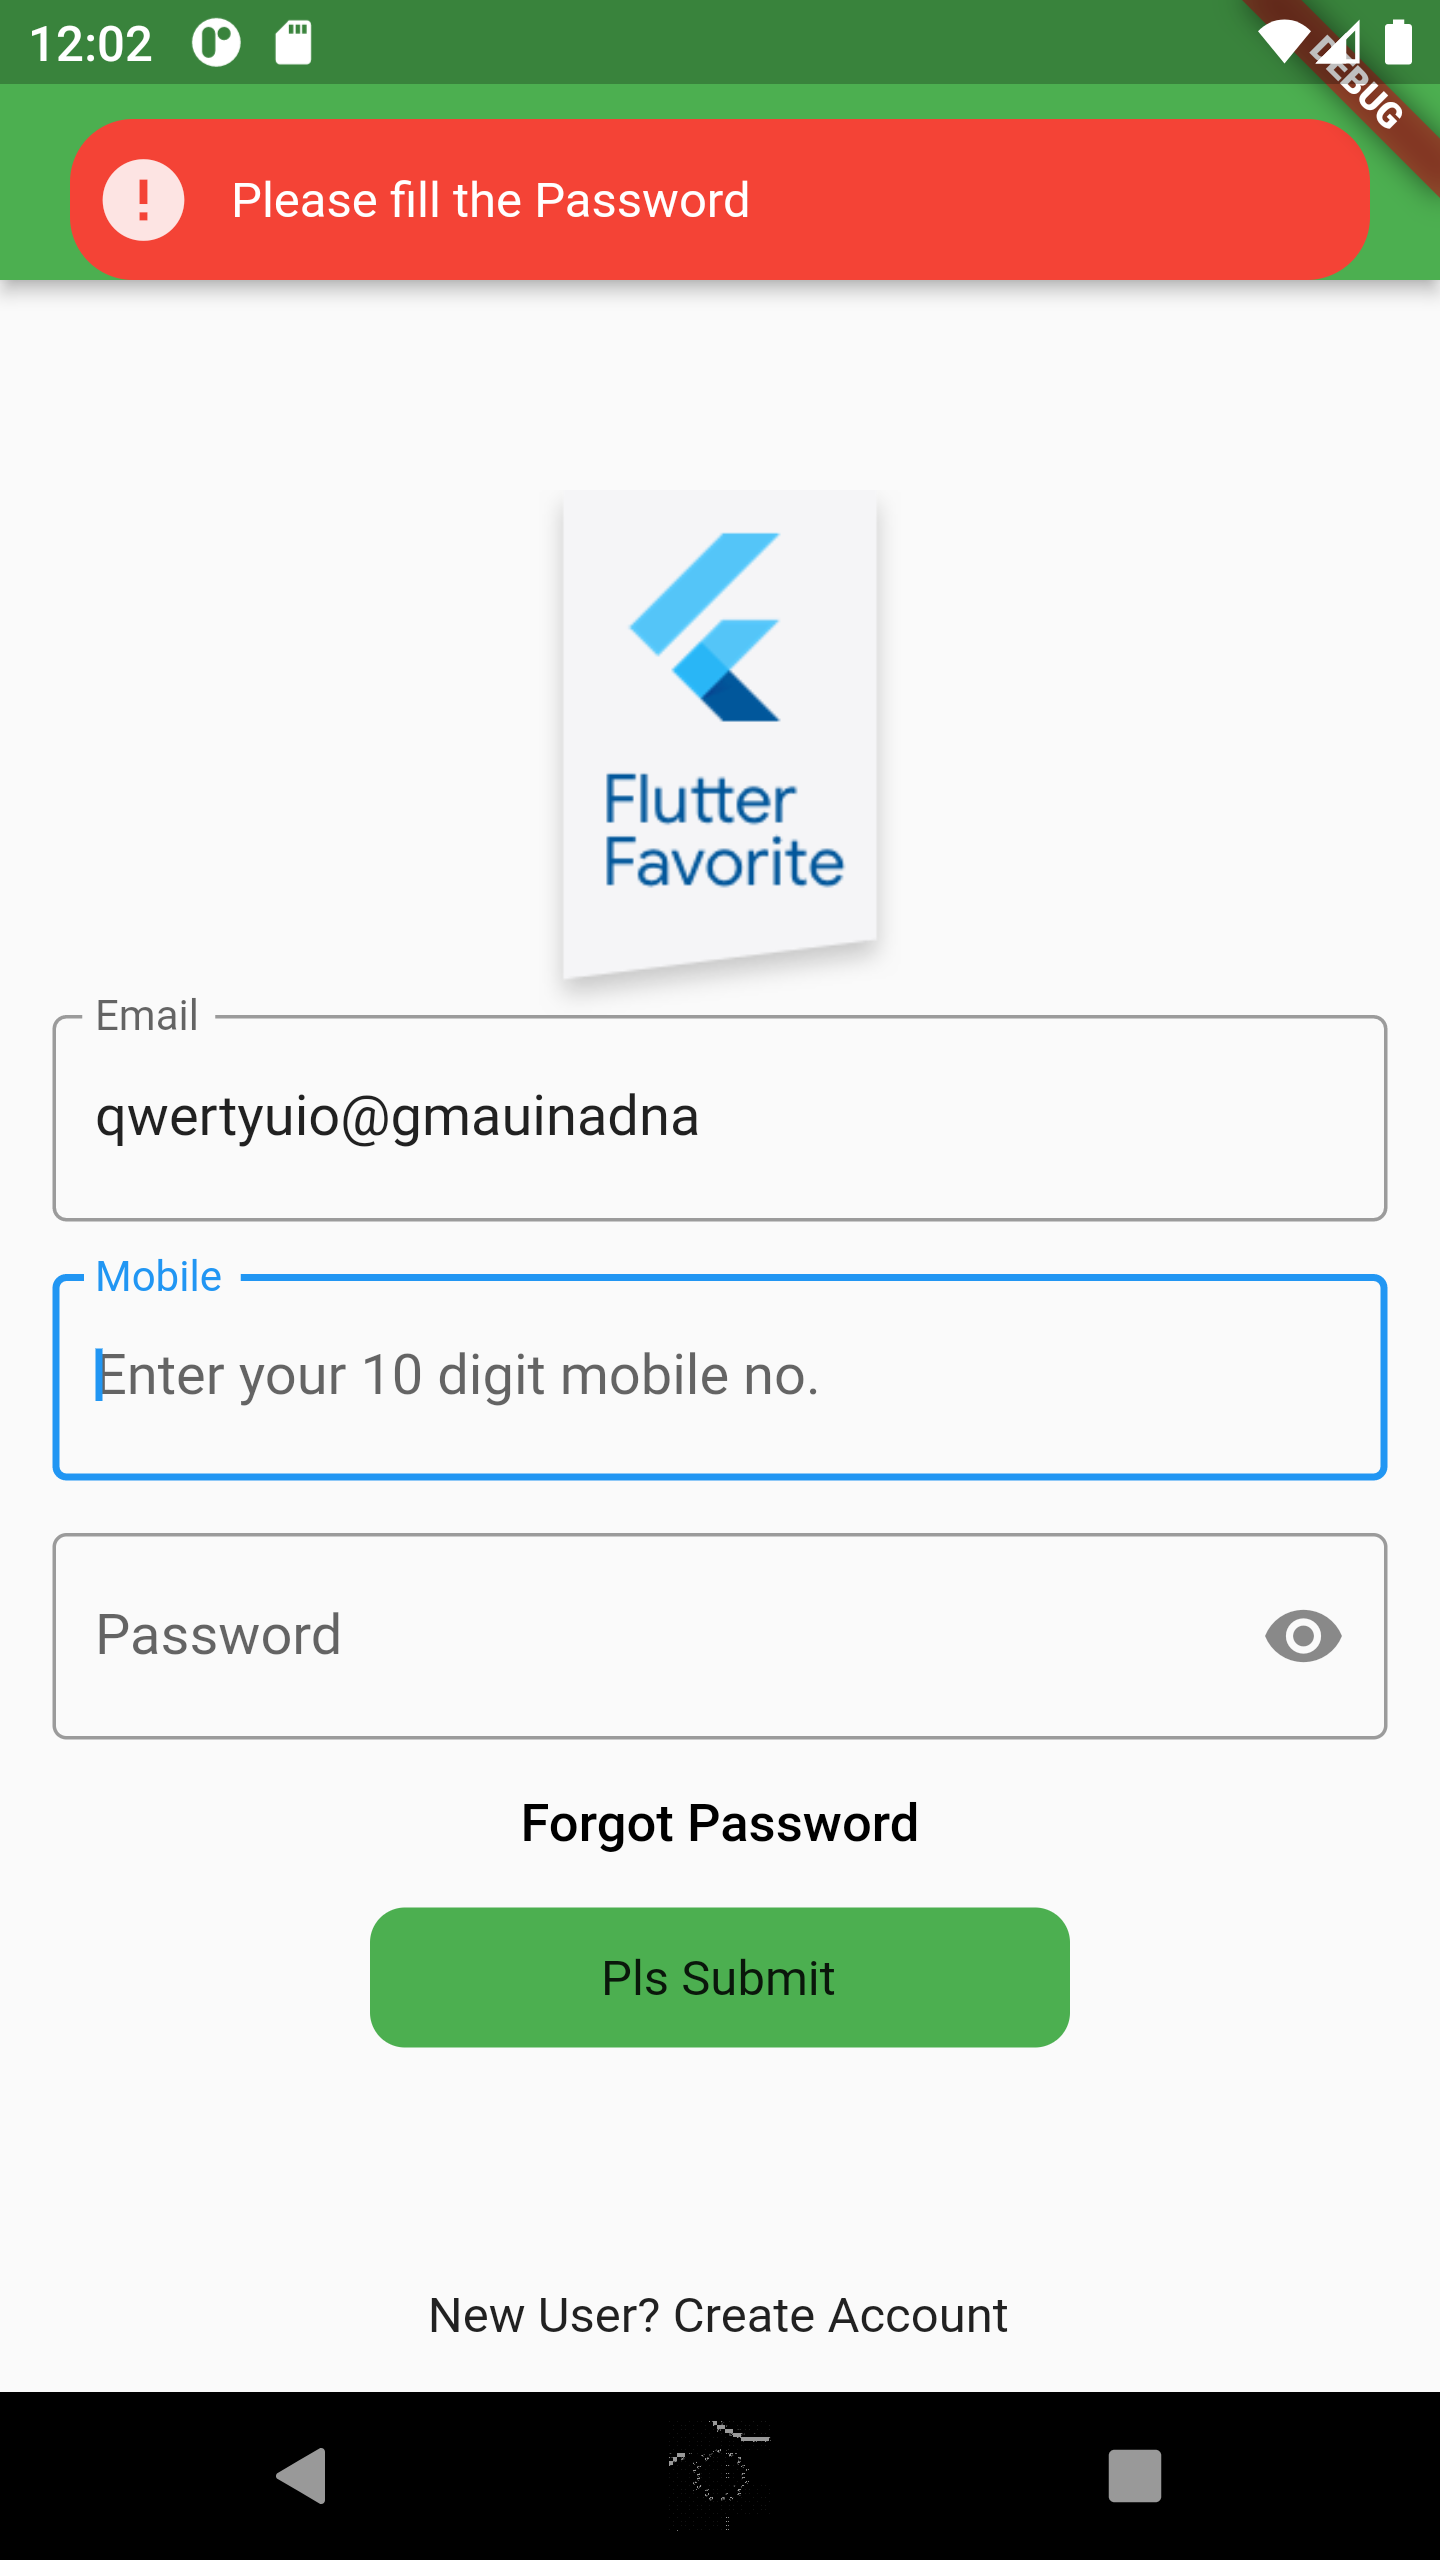 12:02
DEBUG
Please fill the Password
Flutter
Favorite
Email
qwertyuio@gmauinadna
Mobile
Enter your 10 digit mobile no.
Password
Forgot Password
Pls Submit
New User? Create Account